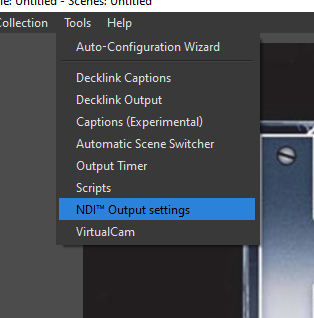 le: Untitled - Scenes: Untitled
Collection Tools Help
Auto-Configuration Wizard
Decklink Captions
Decklink Output
Captions (Experimental)
Automatic Scene Switcher
Output Timer
Scripts
NDI™ Output settings
VirtualCam